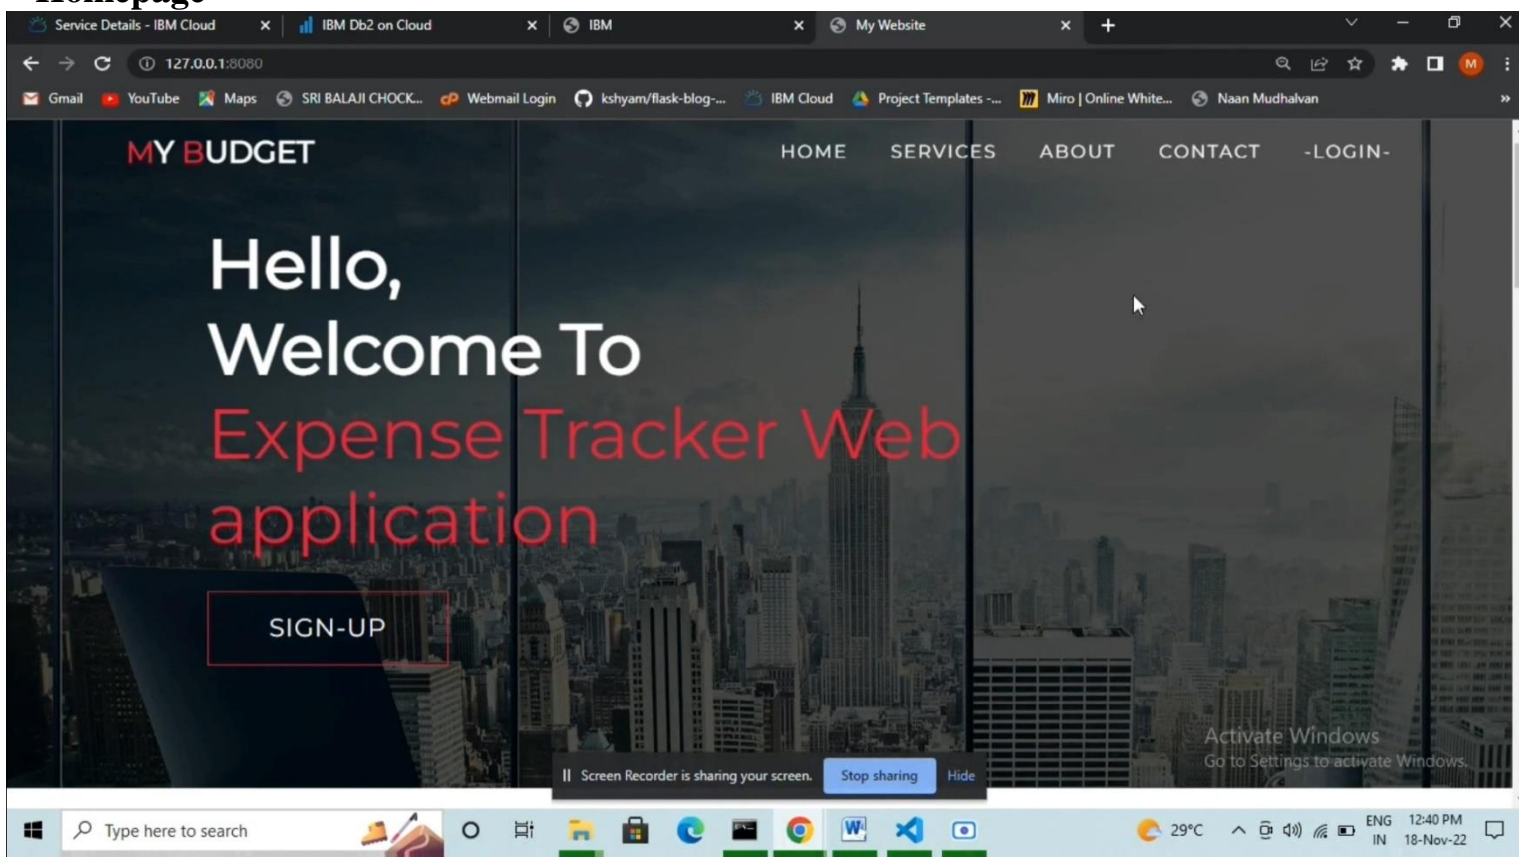 Homepage
Service Details - IBM Cloud
IBM Db2 on Cloud
IBM
My Website
127.0.0.1:8080
M
Gmail
YouTube
Maps
SRI BALAJI CHOCK...
Webmail Login
kshyam/flask-blog-...
IBM Cloud
Project Templates -...
Miro | Online White...
Naan Mudhalvan
»
MY BUDGET
HOME
SERVICES
ABOUT
CONTACT
-LOGIN-
Hello,
Welcome To
Expense Tracker Web
application
SIGN-UP
Activate Windows
Go to Settings to activate Windows.
Screen Recorder is sharing your screen.
Stop sharing
Hide
Type here to search
29°C
ENG
IN
12:40 PM
18-Nov-22